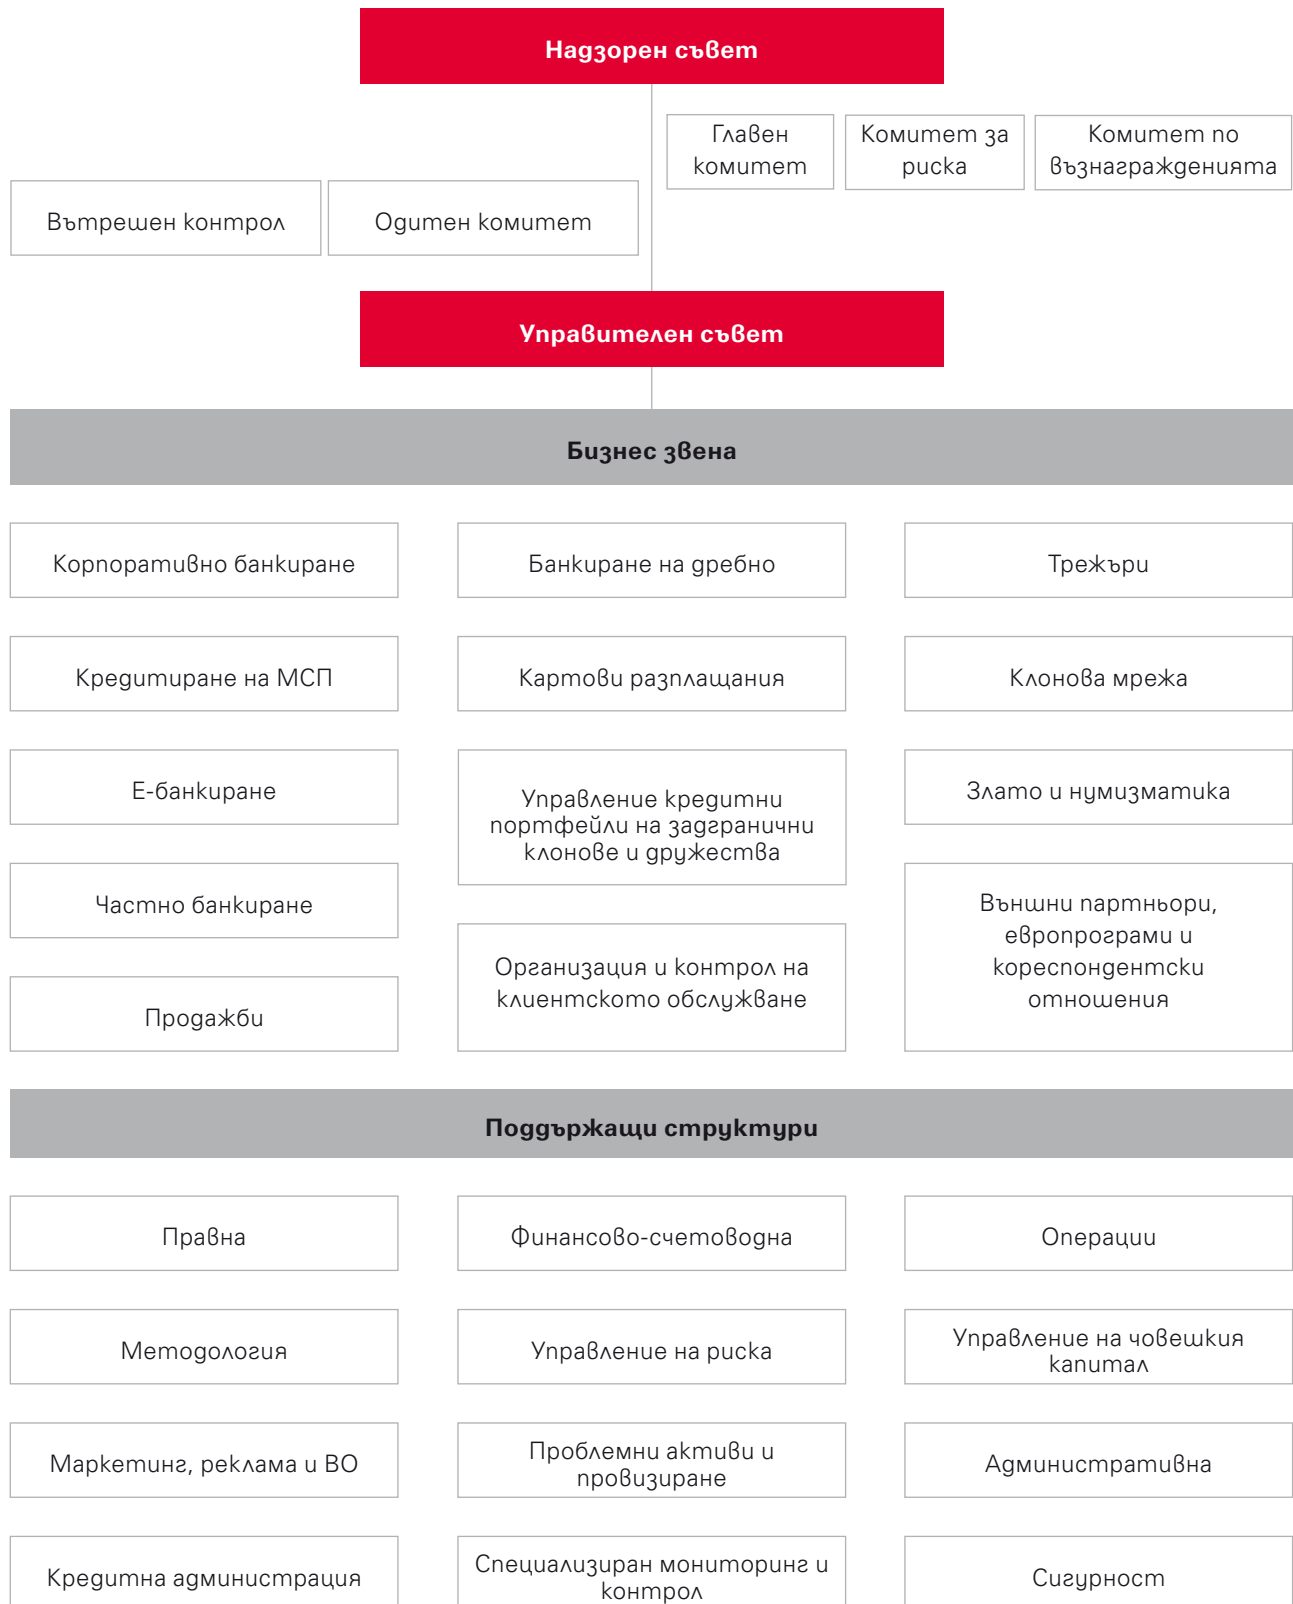 Надзорен съвет
Главен
комитет
Комитет за
риска
Комитет по
възнагражденията
Вътрешен контрол
Одитен комитет
Управителен съвет
Бизнес звена
Корпоративно банкиране
Банкиране на дребно
Трежъри
Кредитиране на МСП
Картови разплащания
Клонова мрежа
Е-банкиране
Управление кредитни
портфейли на задгранични
клонове и дружества
Злато и нумизматика
Частно банкиране
Организация и контрол на
клиентското обслужване
Външни партньори,
европрограми и
кореспондентски
отношения
Продажби
Поддържащи структури
Правна
Финансово-счетоводна
Операции
Методология
Управление на риска
Управление на човешкия
капитал
Маркетинг, реклама и ВО
Проблемни активи и
провизиране
Административна
Кредитна администрация
Специализиран мониторинг и
контрол
Сигурност